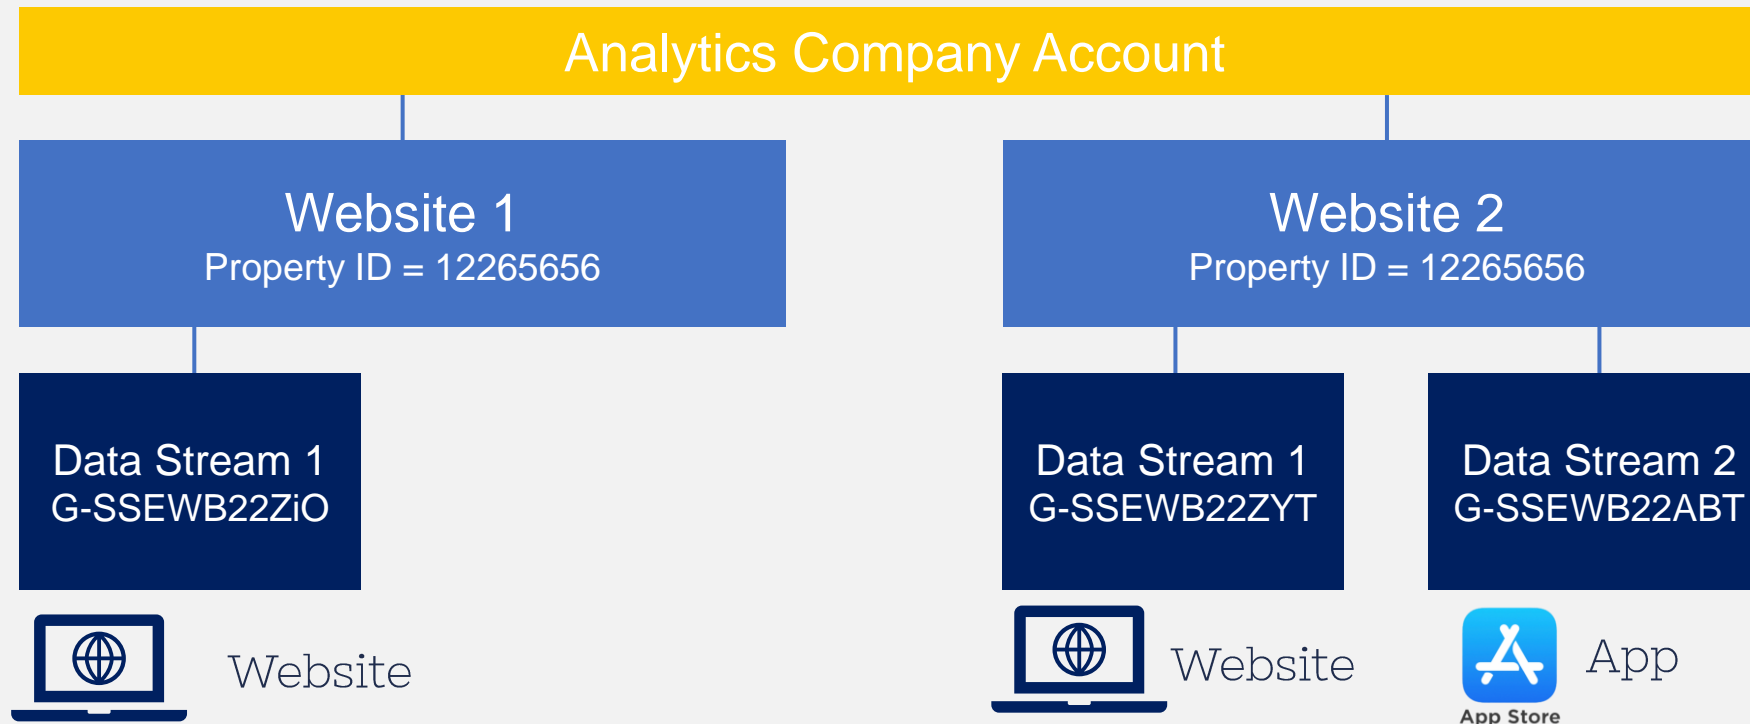 Analytics Company Account
Website 1
Property ID = 12265656
Website 2
Property ID = 12265656
Data Stream 1
G-SSEWB22ZiO
Data Stream 1
G-SSEWB22ZYT
Data Stream 2
G-SSEWB22ABT
Website
Website
App
App Store